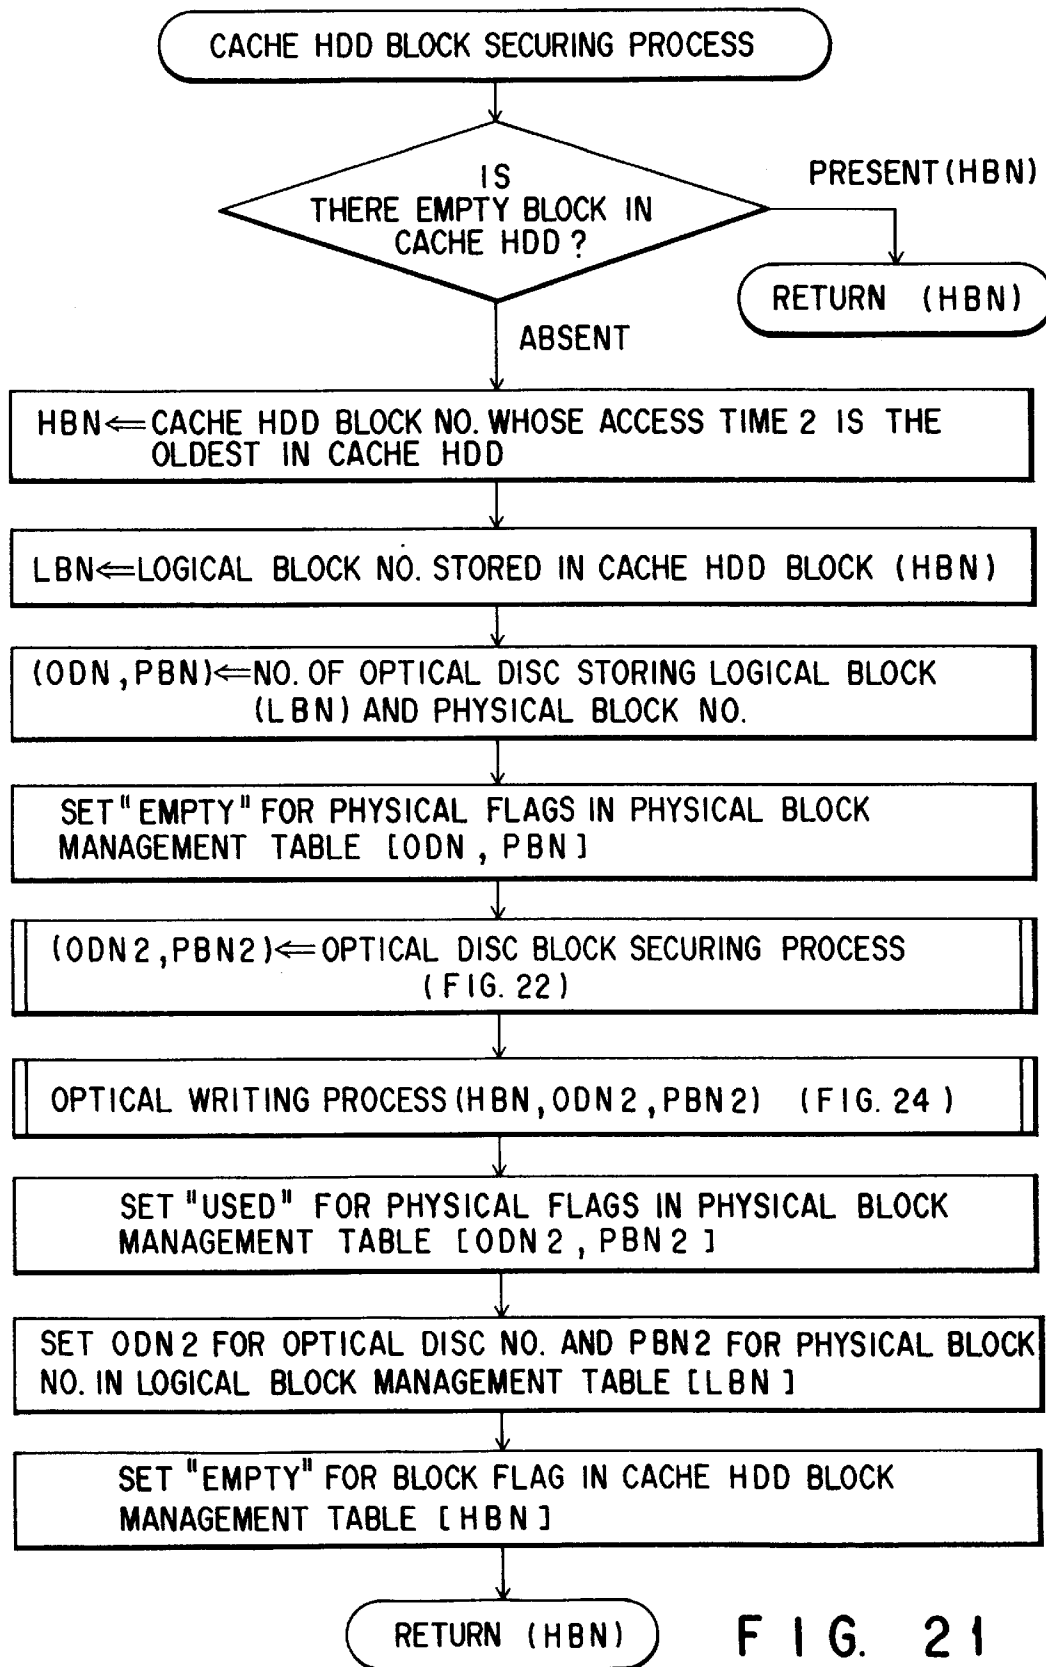 CACHE HDD BLOCK SECURING PROCESS
IS
THERE EMPTY BLOCK IN
CACHE HDD?
PRESENT(HBN)
RETURN (HBN)
ABSENT
HBN⇐CACHE HDD BLOCK NO. WHOSE ACCESS TIME 2 IS THE
OLDEST IN CACHE HDD
LBN⇐LOGICAL BLOCK NO. STORED IN CACHE HDD BLOCK (HBN)
(ODN,PBN)⇐NO. OF OPTICAL DISC STORING LOGICAL BLOCK
(LBN) AND PHYSICAL BLOCK NO.
SET "EMPTY" FOR PHYSICAL FLAGS IN PHYSICAL BLOCK
MANAGEMENT TABLE [ODN, PBN]
(ODN2,PBN2)⇐OPTICAL DISC BLOCK SECURING PROCESS
(FIG. 22)
OPTICAL WRITING PROCESS(HBN,ODN2,PBN2) (FIG. 24)
SET "USED" FOR PHYSICAL FLAGS IN PHYSICAL BLOCK
MANAGEMENT TABLE [ODN2, PBN2]
SET ODN2 FOR OPTICAL DISC NO. AND PBN2 FOR PHYSICAL BLOCK
NO. IN LOGICAL BLOCK MANAGEMENT TABLE [LBN]
SET "EMPTY" FOR BLOCK FLAG IN CACHE HDD BLOCK
MANAGEMENT TABLE [HBN]
RETURN (HBN)
FIG. 21